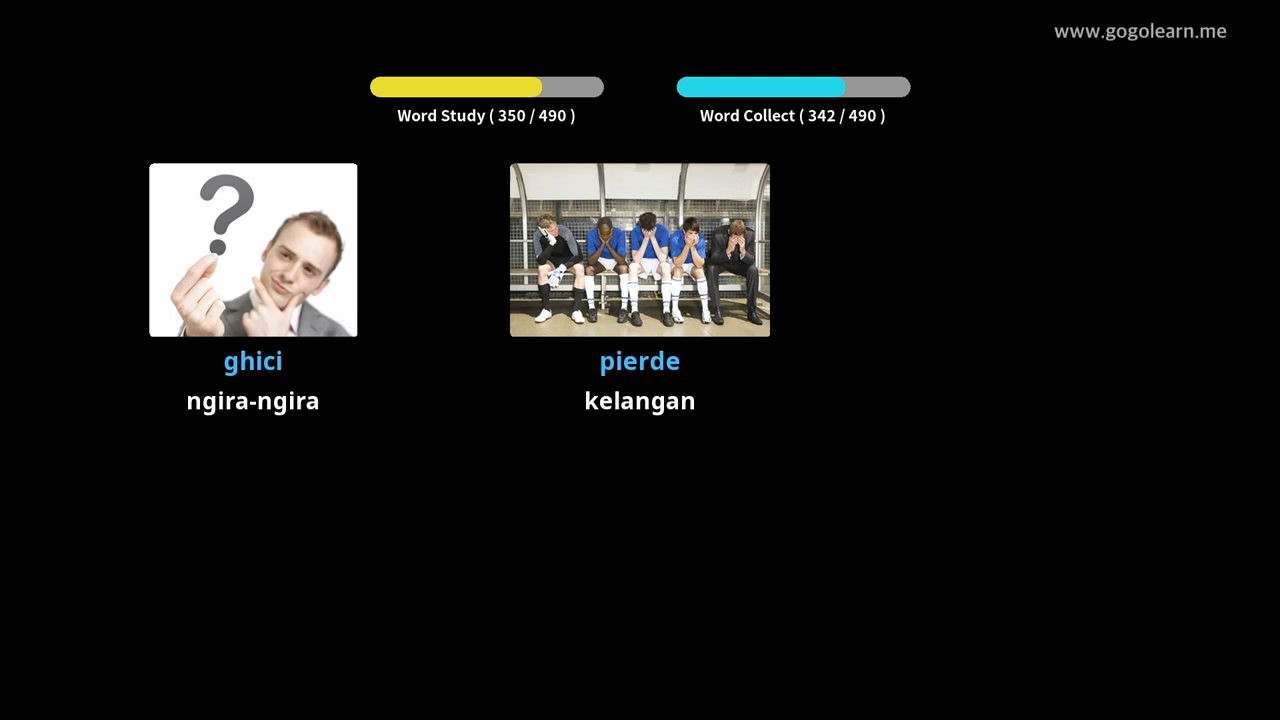 www.gogolearn.me
Word Study ( 350 / 490 )
Word Collect ( 342 / 490 )
ghici
pierde
ngira-ngira
kelangan